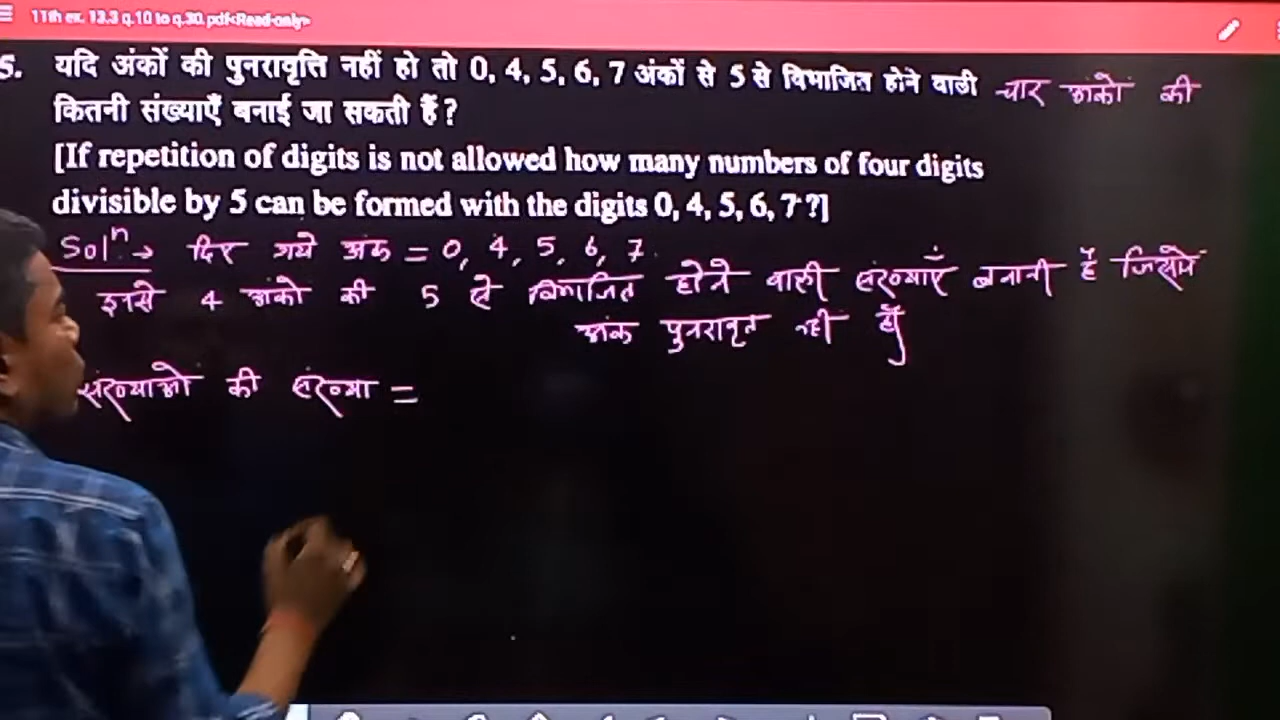 11th ex. 13.3 q.10 to q.30.pdf<Read-only>
5. यदि अंकों की पुनरावृत्ति नहीं हो तो 0, 4, 5, 6, 7 अंकों से 5 से विभाजित होने वाली चार अंको की
कितनी संख्याएँ बनाई जा सकती हैं ?
[If repetition of digits is not allowed how many numbers of four digits
divisible by 5 can be formed with the digits 0, 4, 5, 6, 7 ?]
Solⁿ → दिए गये अंक = 0, 4, 5, 6, 7
इनसे 4 अंको की 5 से विभाजित होने वाली संख्याएँ बनानी है जिसमें
अंक पुनरावृत नही हों
संख्याओ की संख्या =